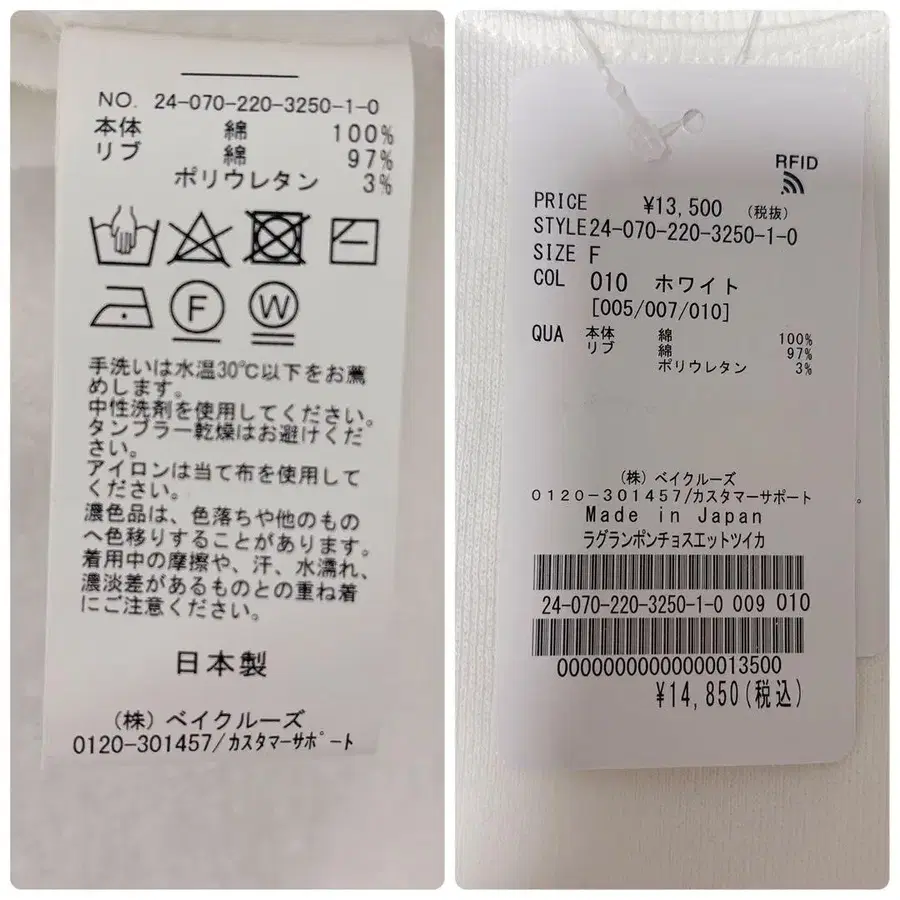 NO. 24-070-220-3250-1-0
本体 綿 100%
リブ 綿 97%
ポリウレタン 3%
F W
手洗いは水温30℃以下をお薦
めします。
中性洗剤を使用してください。
タンブラー乾燥はお避けくだ
さい。
アイロンは当て布を使用して
ください。
濃色品は、色落ちや他のもの
へ色移りすることがあります。
着用中の摩擦や、汗、水濡れ、
濃淡差があるものとの重ね着
にご注意ください。
日本製
(株) ベイクルーズ
0120-301457/カスタマーサポート
RFID
PRICE ¥13,500 (税抜)
STYLE24-070-220-3250-1-0
SIZE F
COL 010 ホワイト
[005/007/010]
QUA 本体 綿 100%
リブ 綿 97%
ポリウレタン 3%
(株) ベイクルーズ
0120-301457/カスタマーサポート
Made in Japan
ラグランポンチョスエットツイカ
24-070-220-3250-1-0 009 010
00000000000000013500
¥14,850(税込)